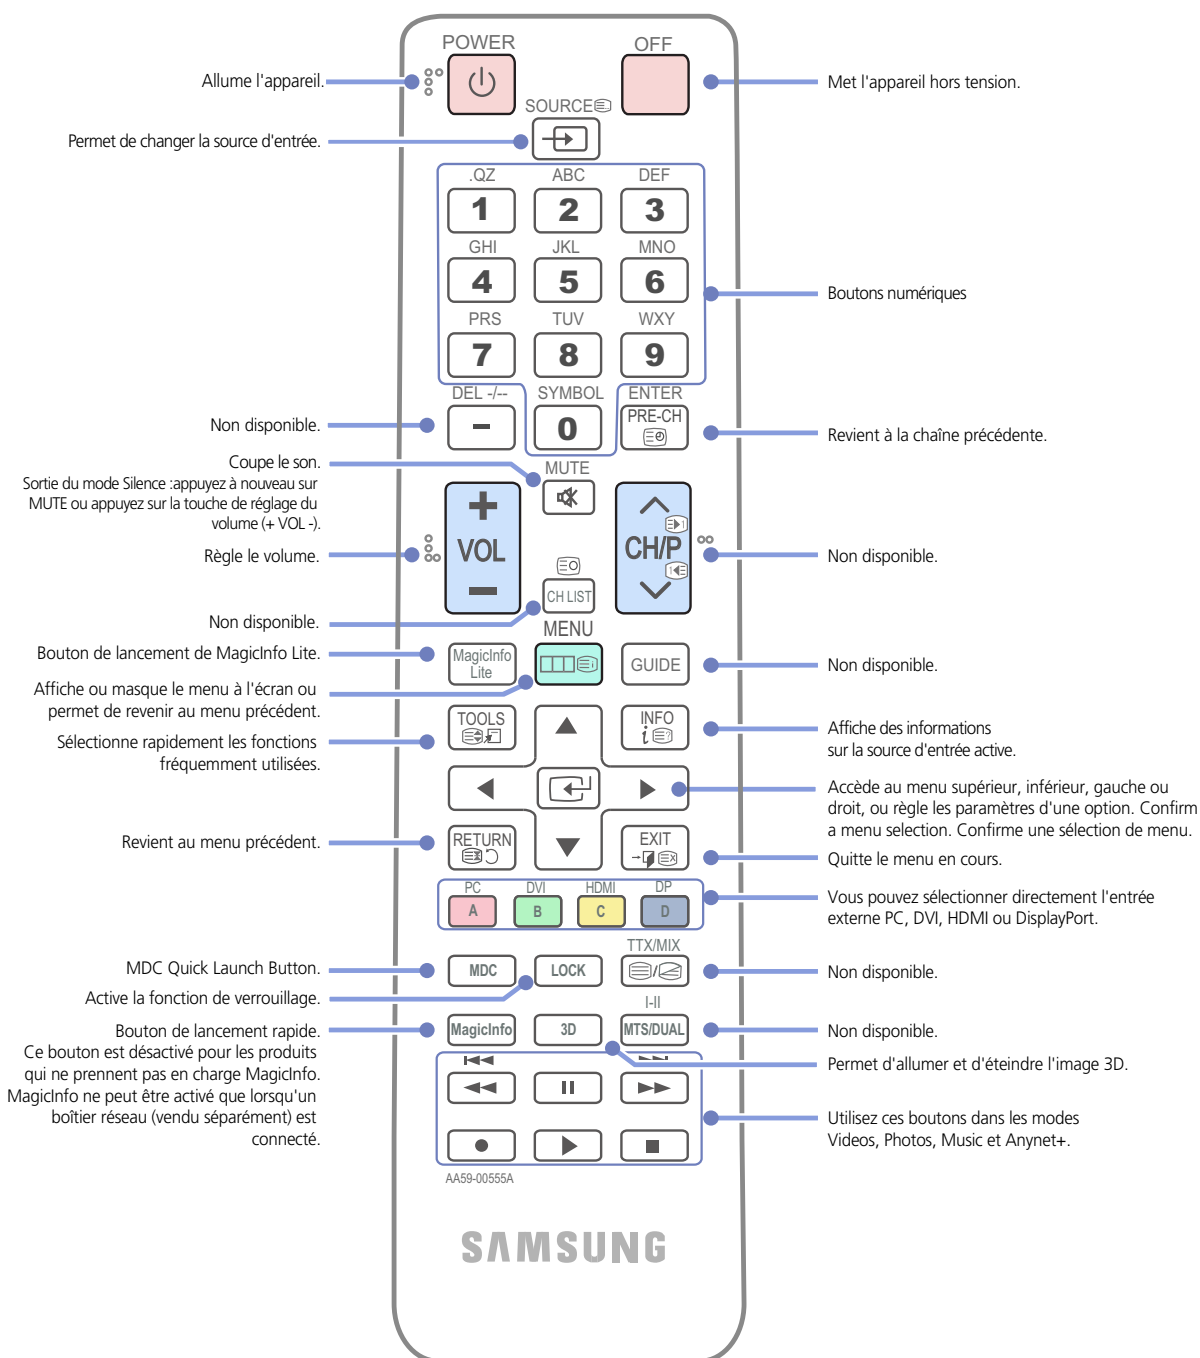 POWER
OFF
Allume l'appareil.
Met l'appareil hors tension.
SOURCE
Permet de changer la source d'entrée.
.QZ
ABC
DEF
1
2
3
GHI
JKL
MNO
4
5
6
Boutons numériques
PRS
TUV
WXY
7
8
9
DEL -/--
SYMBOL
ENTER
Non disponible.
–
0
PRE-CH
Revient à la chaîne précédente.
Coupe le son.
Sortie du mode Silence :appuyez à nouveau sur
MUTE ou appuyez sur la touche de réglage du
volume (+ VOL -).
MUTE
Règle le volume.
VOL
CH/P
Non disponible.
Non disponible.
CH LIST
MENU
Bouton de lancement de MagicInfo Lite.
MagicInfo
Lite
GUIDE
Non disponible.
Affiche ou masque le menu à l'écran ou
permet de revenir au menu précédent.
TOOLS
INFO
Affiche des informations
sur la source d'entrée active.
Sélectionne rapidement les fonctions
fréquemment utilisées.
Accède au menu supérieur, inférieur, gauche ou
droit, ou règle les paramètres d'une option. Confirm
a menu selection. Confirme une sélection de menu.
Revient au menu précédent.
RETURN
EXIT
Quitte le menu en cours.
PC
DVI
HDMI
DP
A
B
C
D
Vous pouvez sélectionner directement l'entrée
externe PC, DVI, HDMI ou DisplayPort.
TTX/MIX
MDC Quick Launch Button.
MDC
LOCK
Non disponible.
Active la fonction de verrouillage.
I-II
Bouton de lancement rapide.
Ce bouton est désactivé pour les produits
qui ne prennent pas en charge MagicInfo.
MagicInfo ne peut être activé que lorsqu'un
boîtier réseau (vendu séparément) est
connecté.
MagicInfo
3D
MTS/DUAL
Non disponible.
Permet d'allumer et d'éteindre l'image 3D.
Utilisez ces boutons dans les modes
Videos, Photos, Music et Anynet+.
AA59-00555A
SAMSUNG